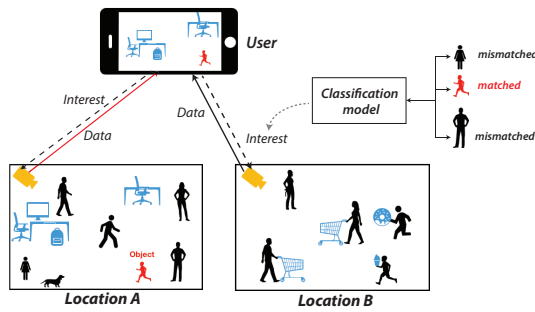 User
mismatched
matched
mismatched
Classification
model
Interest
Data
Data
Interest
Object
Location A
Location B